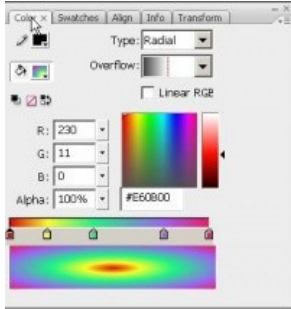 Color × Swatches Align Info Transform
Type: Radial
Overflow:
Linear RGB
R: 230
G: 11
B: 0
Alpha: 100% #E60B00